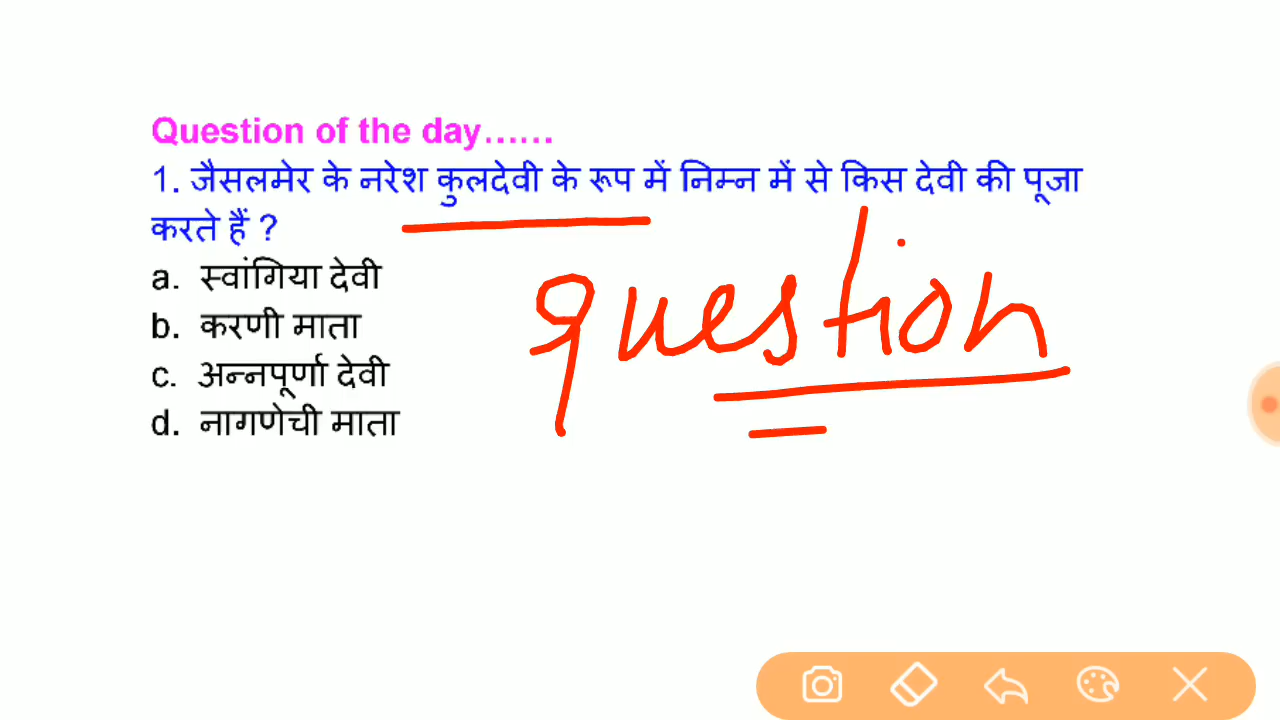 Question of the day......
1. जैसलमेर के नरेश कुलदेवी के रूप में निम्न में से किस देवी की पूजा
करते हैं ?
a. स्वांगिया देवी
b. करणी माता
c. अन्नपूर्णा देवी
d. नागणेची माता
question